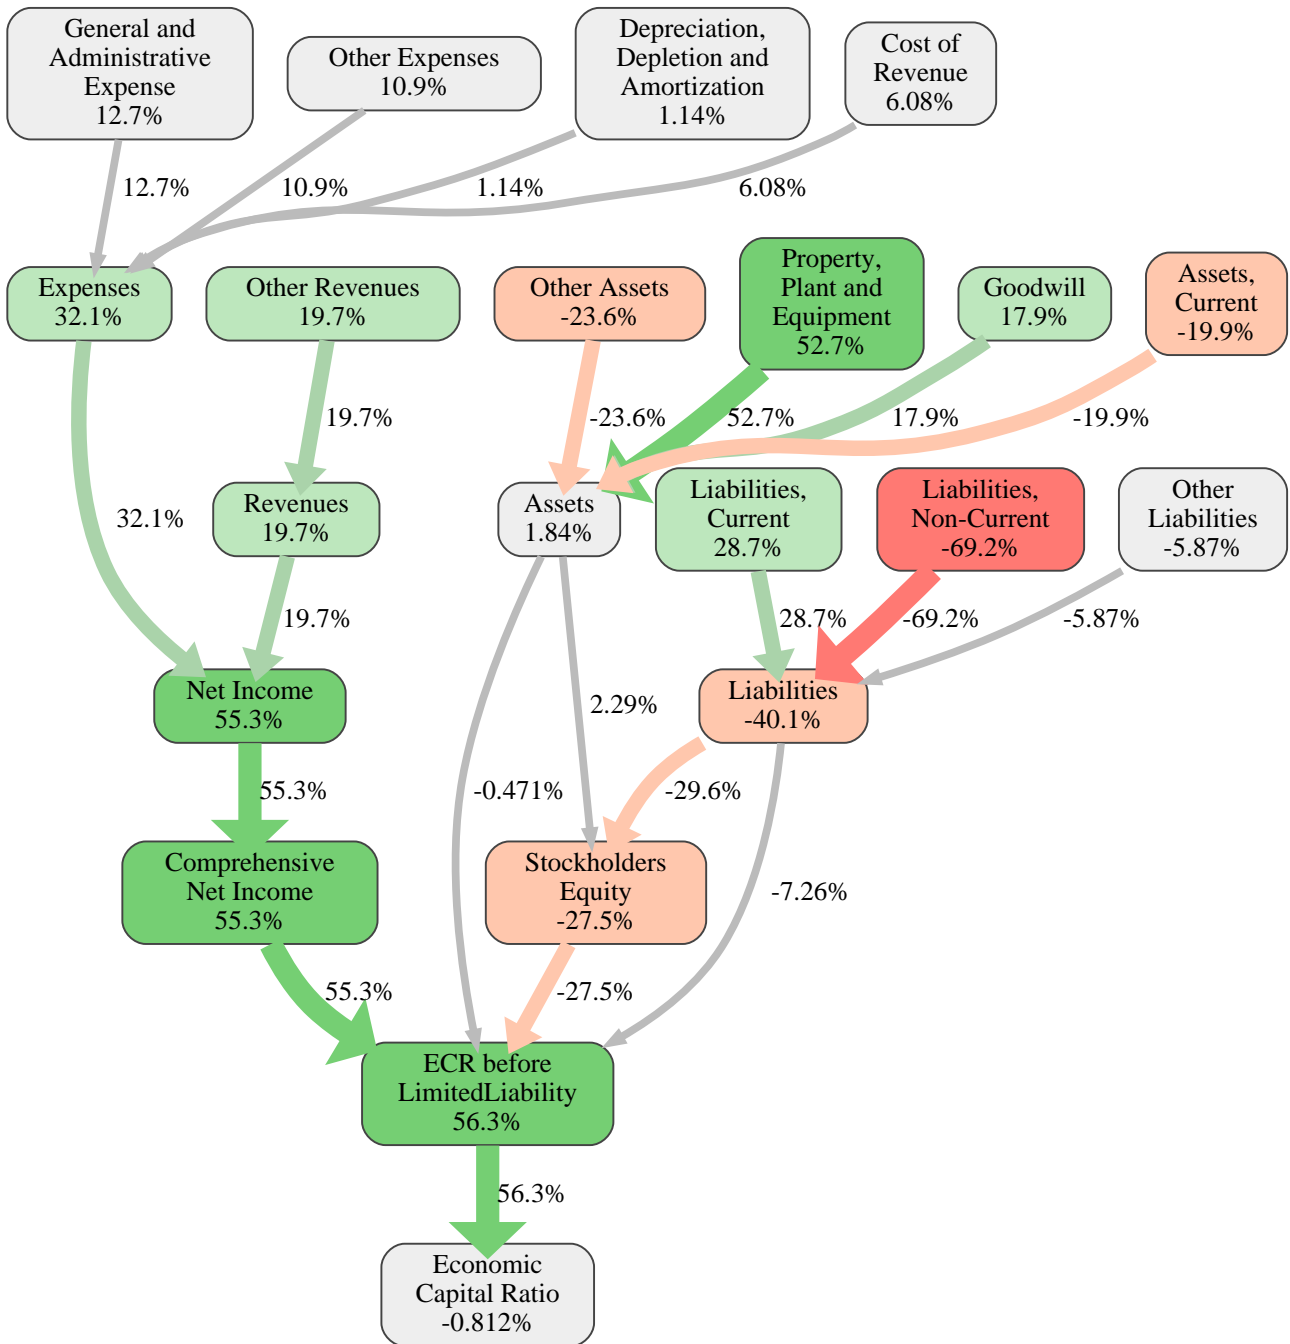 General and
Administrative
Expense
12.7%
Other Expenses
10.9%
Depreciation,
Depletion and
Amortization
1.14%
Cost of
Revenue
6.08%
12.7%
10.9%
1.14%
6.08%
Expenses
32.1%
Other Revenues
19.7%
Other Assets
-23.6%
Property,
Plant and
Equipment
52.7%
Goodwill
17.9%
Assets,
Current
-19.9%
19.7%
-23.6%
52.7%
17.9%
-19.9%
32.1%
Revenues
19.7%
Assets
1.84%
Liabilities,
Current
28.7%
Liabilities,
Non-Current
-69.2%
Other
Liabilities
-5.87%
19.7%
28.7%
-69.2%
-5.87%
Net Income
55.3%
2.29%
Liabilities
-40.1%
55.3%
-0.471%
-29.6%
Comprehensive
Net Income
55.3%
Stockholders
Equity
-27.5%
-7.26%
55.3%
-27.5%
ECR before
LimitedLiability
56.3%
56.3%
Economic
Capital Ratio
-0.812%